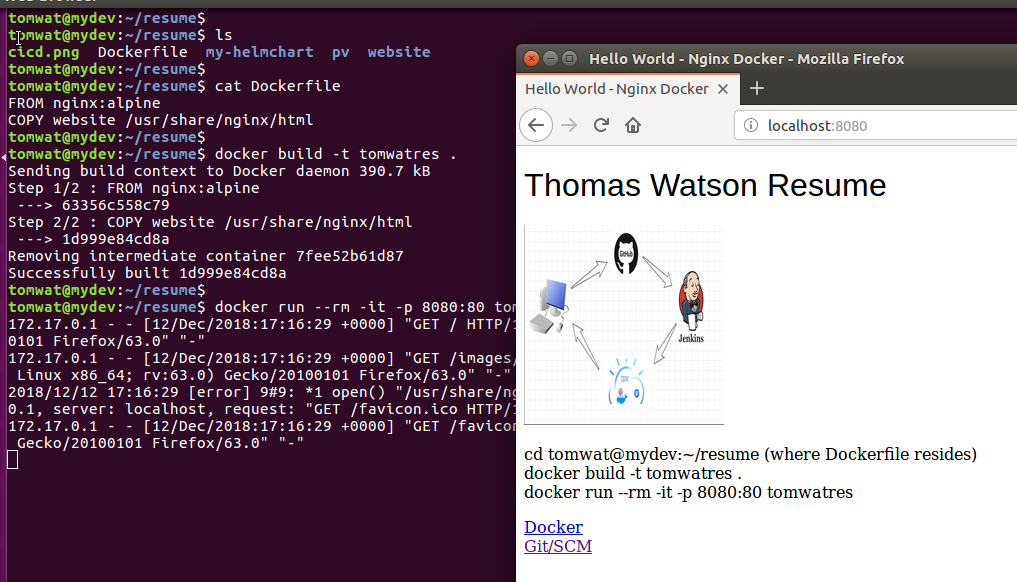 tomwat@mydev:~/resume$
tomwat@mydev:~/resume$ ls
cicd.png Dockerfile my-helmchart pv website
tomwat@mydev:~/resume$
tomwat@mydev:~/resume$ cat Dockerfile
FROM nginx:alpine
COPY website /usr/share/nginx/html
tomwat@mydev:~/resume$
tomwat@mydev:~/resume$ docker build -t tomwatres .
Sending build context to Docker daemon 390.7 kB
Step 1/2 : FROM nginx:alpine
---> 63356c558c79
Step 2/2 : COPY website /usr/share/nginx/html
---> 1d999e84cd8a
Removing intermediate container 7fee52b61d87
Successfully built 1d999e84cd8a
tomwat@mydev:~/resume$
tomwat@mydev:~/resume$ docker run --rm -it -p 8080:80 tom
172.17.0.1 - - [12/Dec/2018:17:16:29 +0000] "GET / HTTP/1
0101 Firefox/63.0" "-"
172.17.0.1 - - [12/Dec/2018:17:16:29 +0000] "GET /images/
Linux x86_64; rv:63.0) Gecko/20100101 Firefox/63.0" "-"
2018/12/12 17:16:29 [error] 9#9: *1 open() "/usr/share/ng
0.1, server: localhost, request: "GET /favicon.ico HTTP/1
172.17.0.1 - - [12/Dec/2018:17:16:29 +0000] "GET /favicon
Gecko/20100101 Firefox/63.0" "-"
Hello World - Nginx Docker - Mozilla Firefox
Hello World - Nginx Docker
localhost:8080
Thomas Watson Resume
GitHub
Jenkins
IBM
cd tomwat@mydev:~/resume (where Dockerfile resides)
docker build -t tomwatres .
docker run --rm -it -p 8080:80 tomwatres
Docker
Git/SCM